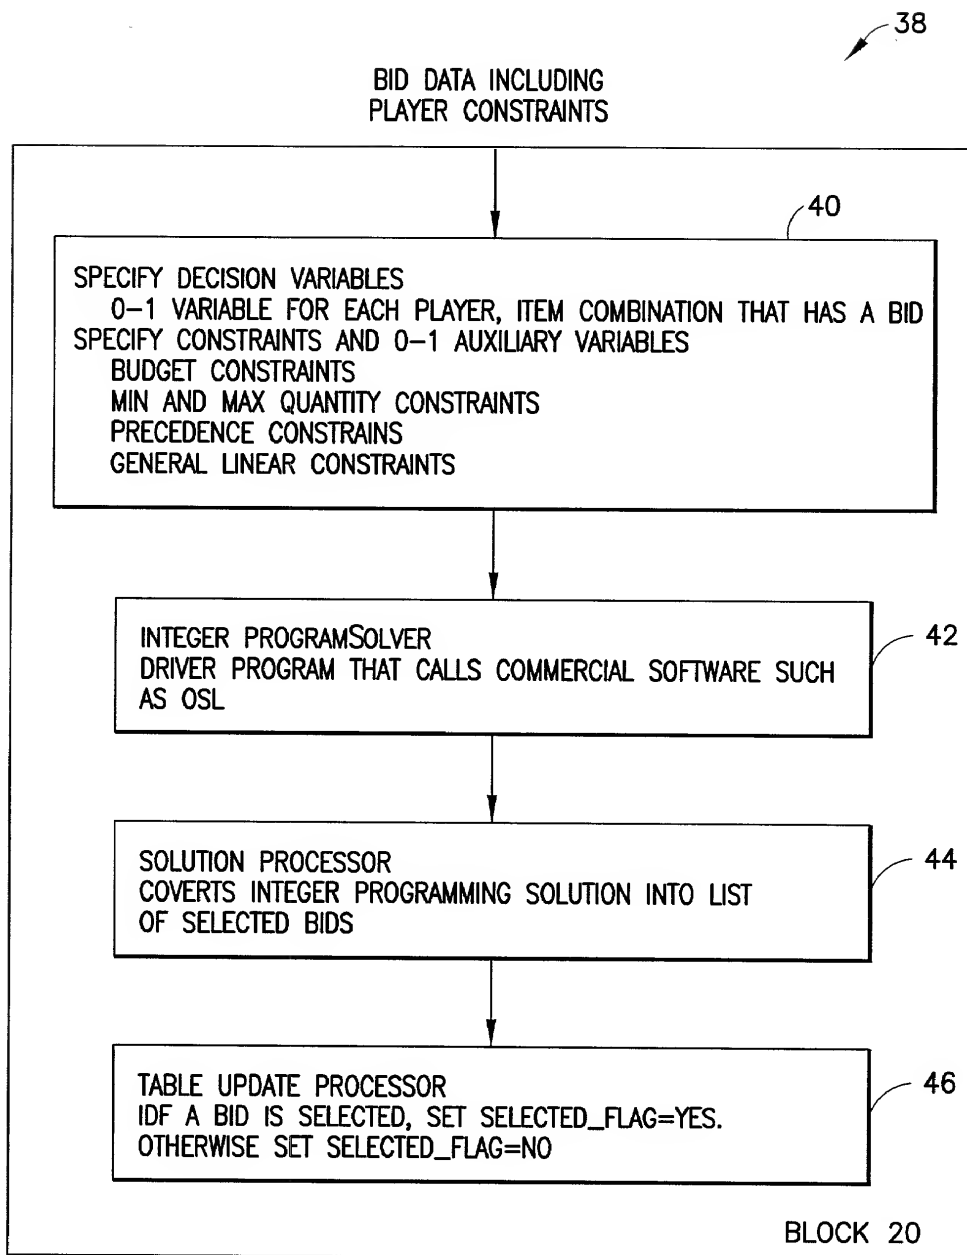 38
BID DATA INCLUDING
PLAYER CONSTRAINTS
40
SPECIFY DECISION VARIABLES
0-1 VARIABLE FOR EACH PLAYER, ITEM COMBINATION THAT HAS A BID
SPECIFY CONSTRAINTS AND 0-1 AUXILIARY VARIABLES
BUDGET CONSTRAINTS
MIN AND MAX QUANTITY CONSTRAINTS
PRECEDENCE CONSTRAINS
GENERAL LINEAR CONSTRAINTS
42
INTEGER PROGRAMSOLVER
DRIVER PROGRAM THAT CALLS COMMERCIAL SOFTWARE SUCH
AS OSL
44
SOLUTION PROCESSOR
COVERTS INTEGER PROGRAMMING SOLUTION INTO LIST
OF SELECTED BIDS
46
TABLE UPDATE PROCESSOR
IDF A BID IS SELECTED, SET SELECTED_FLAG=YES.
OTHERWISE SET SELECTED_FLAG=NO
BLOCK 20